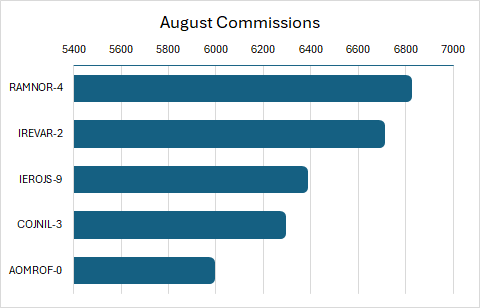 August Commissions
5400 5600 5800 6000 6200 6400 6600 6800 7000
RAMNOR-4
IREVAR-2
IEROJS-9
COJNIL-3
AOMROF-0